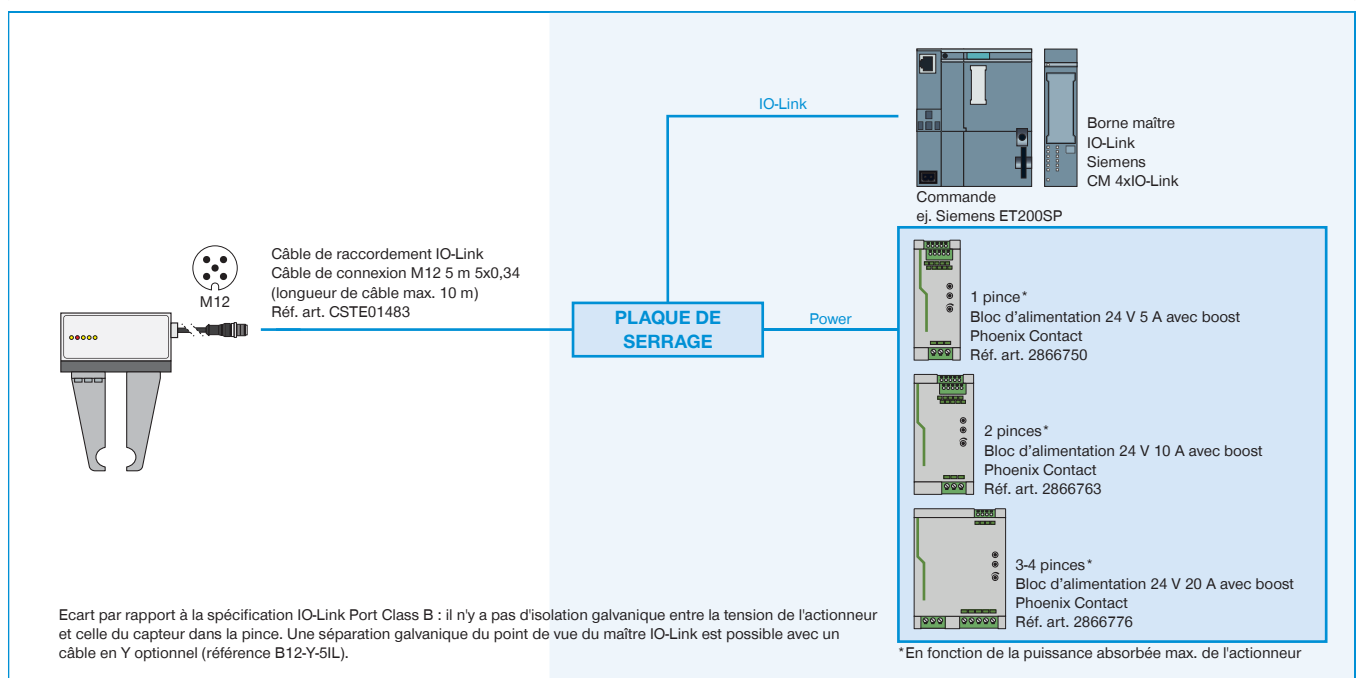 IO-Link
Borne maître
IO-Link
Siemens
CM 4xIO-Link
Commande
ej. Siemens ET200SP
M12
Câble de raccordement IO-Link
Câble de connexion M12 5 m 5x0,34
(longueur de câble max. 10 m)
Réf. art. CSTE01483
PLAQUE DE
SERRAGE
Power
1 pince*
Bloc d'alimentation 24 V 5 A avec boost
Phoenix Contact
Réf. art. 2866750
2 pinces*
Bloc d'alimentation 24 V 10 A avec boost
Phoenix Contact
Réf. art. 2866763
3-4 pinces*
Bloc d'alimentation 24 V 20 A avec boost
Phoenix Contact
Réf. art. 2866776
*En fonction de la puissance absorbée max. de l'actionneur
Ecart par rapport à la spécification IO-Link Port Class B : il n'y a pas d'isolation galvanique entre la tension de l'actionneur
et celle du capteur dans la pince. Une séparation galvanique du point de vue du maître IO-Link est possible avec un
câble en Y optionnel (référence B12-Y-5IL).